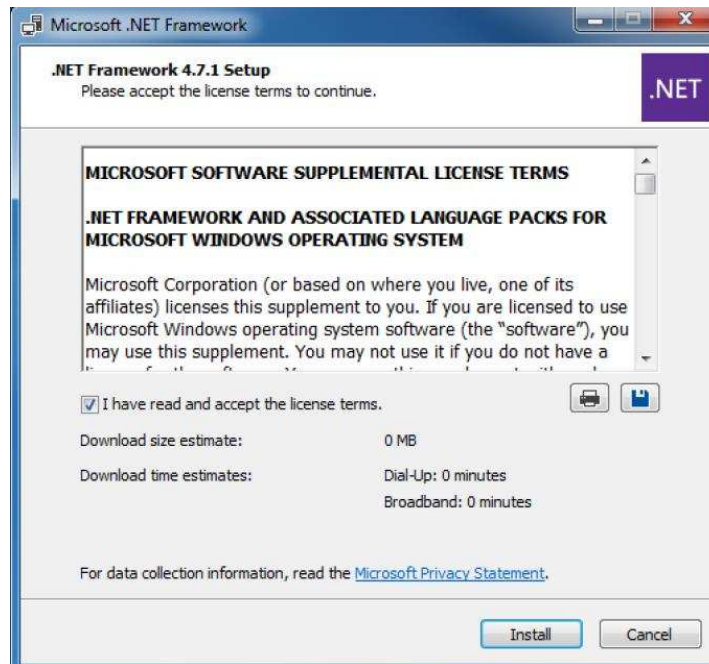 Microsoft .NET Framework
.NET Framework 4.7.1 Setup
Please accept the license terms to continue.
.NET
MICROSOFT SOFTWARE SUPPLEMENTAL LICENSE TERMS
.NET FRAMEWORK AND ASSOCIATED LANGUAGE PACKS FOR
MICROSOFT WINDOWS OPERATING SYSTEM
Microsoft Corporation (or based on where you live, one of its
affiliates) licenses this supplement to you. If you are licensed to use
Microsoft Windows operating system software (the “software”), you
may use this supplement. You may not use it if you do not have a
I have read and accept the license terms.
Download size estimate: 0 MB
Download time estimates: Dial-Up: 0 minutes
Broadband: 0 minutes
For data collection information, read the Microsoft Privacy Statement.
Install Cancel